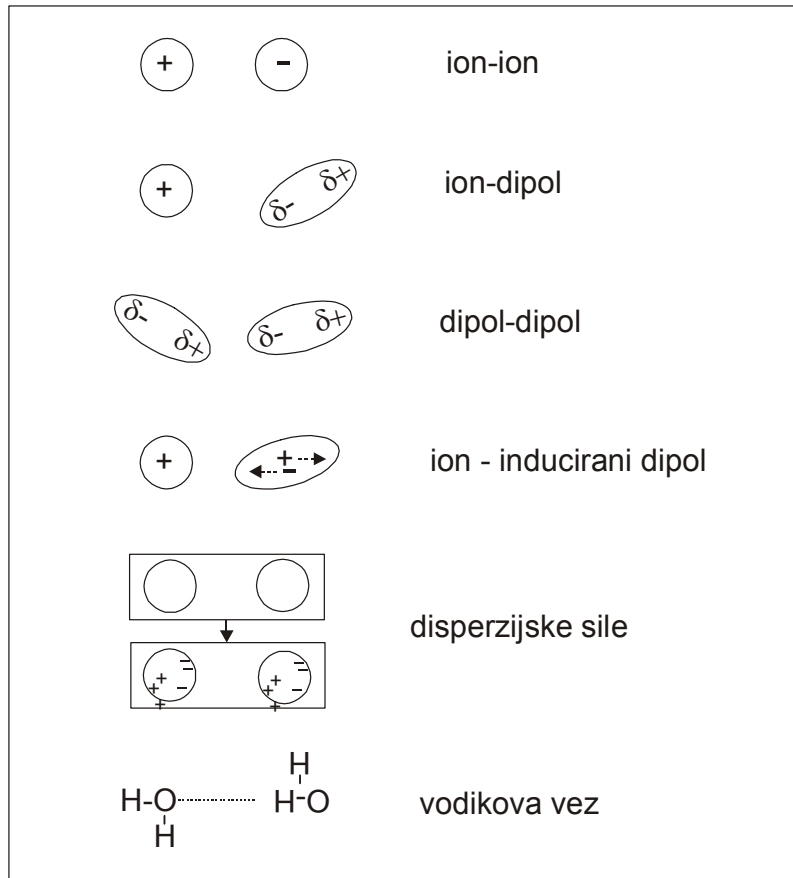 + - ion-ion
+ δ- δ+ ion-dipol
δ- δ+ δ- δ+ dipol-dipol
+ + - ion - inducirani dipol
disperzijske sile
+ + + + - - - + + + + - - -
H
H-O H-O vodikova vez
H